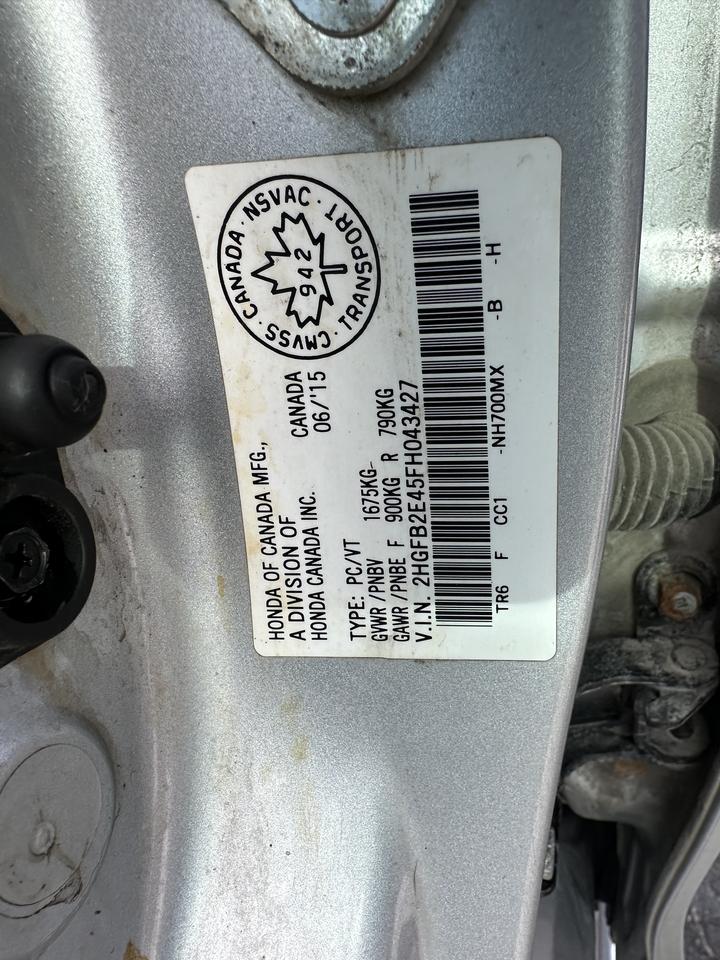 HONDA OF CANADA MFG.,
A DIVISION OF
HONDA CANADA INC.
CANADA
06/'15
CMVSS · CANADA · NSVAC · TRANSPORT ·
942
TYPE: PC/VT
GVWR /PNBV 1675KG
GAWR /PNBE F 900KG R 790KG
V.I.N. 2HGFB2E45FH043427
TR6 F CC1 -NH700MX -B -H